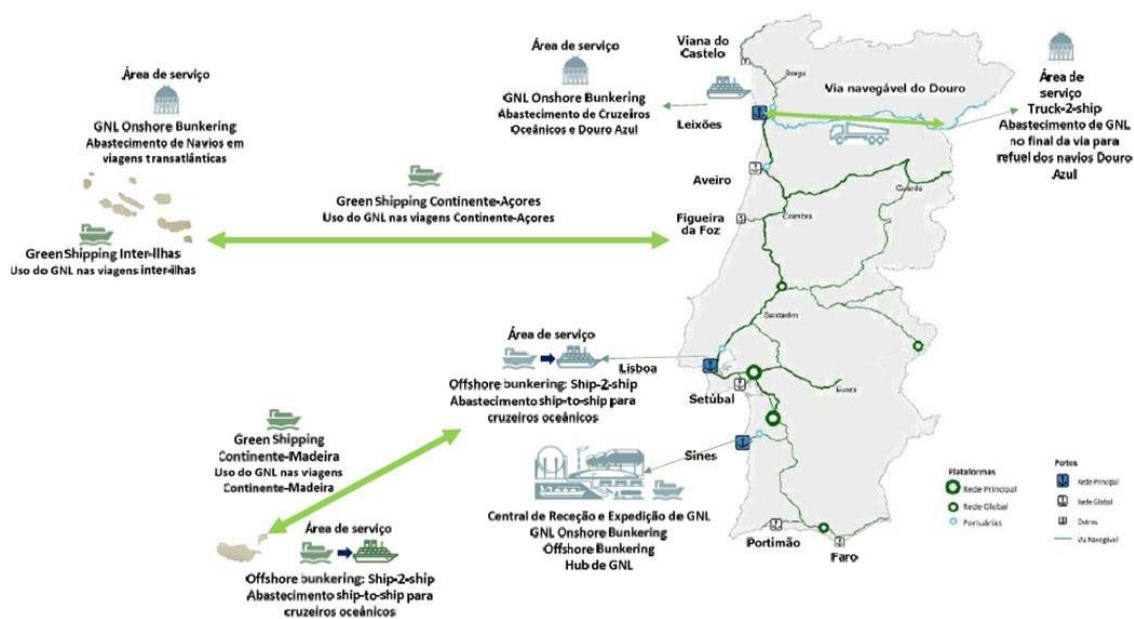 Área de serviço
GNL Onshore Bunkering
Abastecimento de Navios em
viagens transatlânticas
Green Shipping Inter-Ilhas
Uso do GNL nas viagens inter-ilhas
Green Shipping Continente-Açores
Uso do GNL nas viagens Continente-Açores
Área de serviço
GNL Onshore Bunkering
Abastecimento de Cruzeiros
Oceânicos e Douro Azul
Viana do
Castelo
Braga
Via navegável do Douro
Leixões
Área de
serviço
Truck-2-ship
Abastecimento de GNL
no final da via para
refuel dos navios Douro
Azul
Aveiro
Guarda
Figueira
da Foz
Coimbra
Santarém
Área de serviço
Lisboa
Offshore bunkering: Ship-2-ship
Abastecimento ship-to-ship para
cruzeiros oceânicos
Setúbal
Évora
Green Shipping
Continente-Madeira
Uso do GNL nas viagens
Continente-Madeira
Sines
Central de Receção e Expedição de GNL
GNL Onshore Bunkering
Offshore Bunkering
Hub de GNL
Área de serviço
Offshore bunkering: Ship-2-ship
Abastecimento ship-to-ship para
cruzeiros oceânicos
Portimão
Faro
Plataformas
Rede Principal
Rede Global
Portuárias
Portos
Rede Principal
Rede Global
Outros
Via Navegável